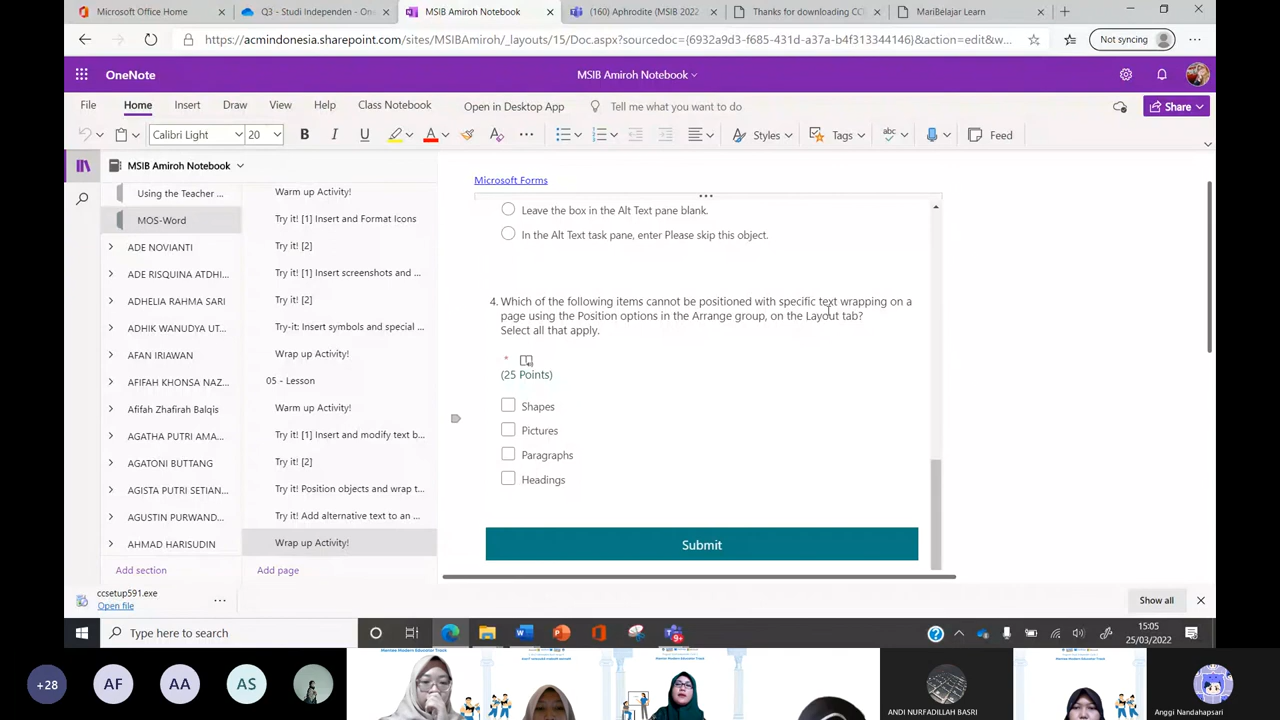 Microsoft Office Home
Q3 - Studi Independen - One
MSIB Amiroh Notebook
(160) Aphrodite (MSIB 2022
Thanks for downloading CCl
MariBelajar Learn
https://acmindonesia.sharepoint.com/sites/MSIBAmiroh/_layouts/15/Doc.aspx?sourcedoc={6932a9d3-f685-431d-a37a-b4f313344146}&action=edit&w...
Not syncing
OneNote
MSIB Amiroh Notebook
File Home Insert Draw View Help Class Notebook Open in Desktop App Tell me what you want to do Share
Calibri Light 20 B I U A Styles Tags abc Feed
MSIB Amiroh Notebook
Using the Teacher ...
MOS-Word
ADE NOVIANTI
ADE RISQUINA ATDHI...
ADHELIA RAHMA SARI
ADHIK WANUDYA UT...
AFAN IRIAWAN
AFIFAH KHONSA NAZ...
Afifah Zhafirah Balqis
AGATHA PUTRI AMA...
AGATONI BUTTANG
AGISTA PUTRI SETIAN...
AGUSTIN PURWAND...
AHMAD HARISUDIN
Add section
Warm up Activity!
Try it! [1] Insert and Format Icons
Try it! [2]
Try it! [1] Insert screenshots and ...
Try it! [2]
Try-it: Insert symbols and special ...
Wrap up Activity!
05 - Lesson
Warm up Activity!
Try it! [1] Insert and modify text b...
Try it! [2]
Try it! Position objects and wrap t...
Try it! Add alternative text to an ...
Wrap up Activity!
Add page
Microsoft Forms
Leave the box in the Alt Text pane blank.
In the Alt Text task pane, enter Please skip this object.
4. Which of the following items cannot be positioned with specific text wrapping on a
page using the Position options in the Arrange group, on the Layout tab?
Select all that apply.
*
(25 Points)
Shapes
Pictures
Paragraphs
Headings
Submit
ccsetup591.exe
Open file
Show all
Type here to search
9+
15:05
25/03/2022
+28
AF
AA
AS
ANDI NURFADILLAH BASRI
Anggi Nandahapsari